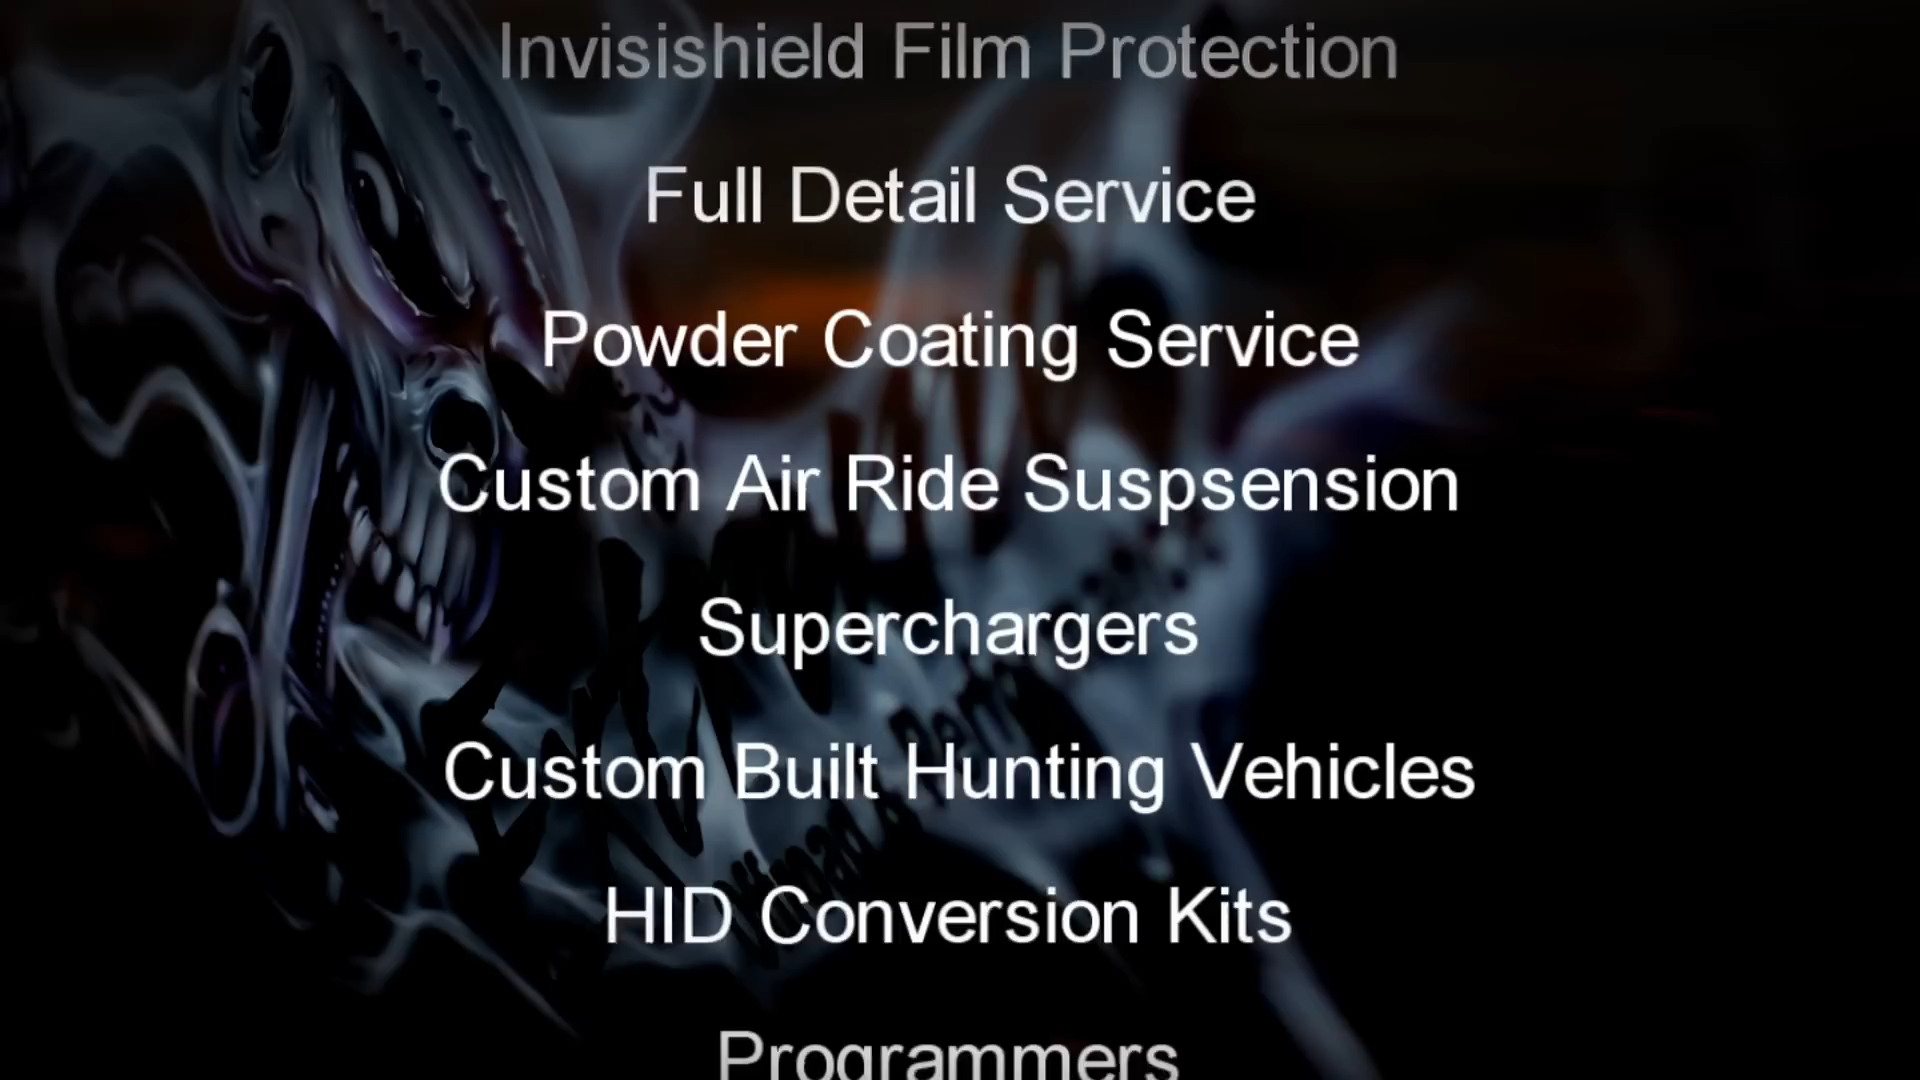 Invisishield Film Protection
Full Detail Service
Powder Coating Service
Custom Air Ride Suspsension
Superchargers
Custom Built Hunting Vehicles
HID Conversion Kits
Programmers